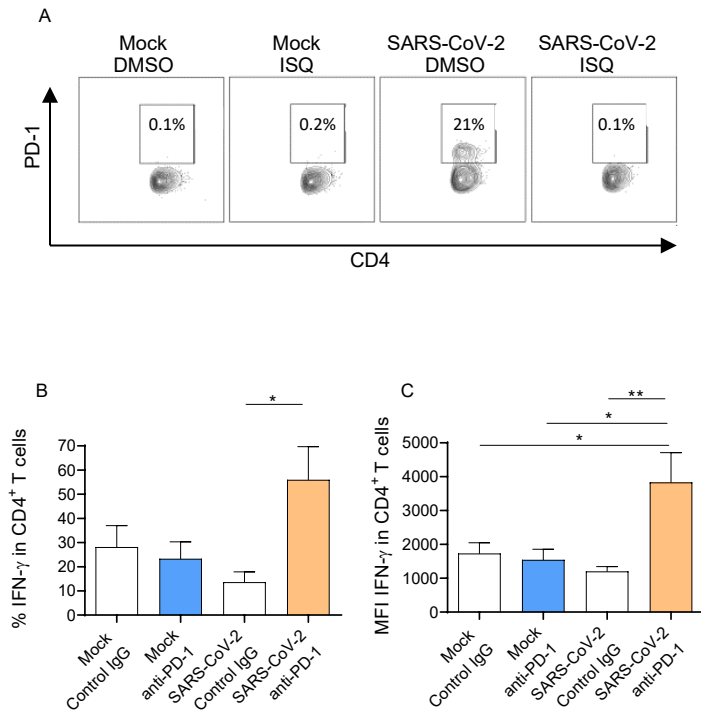 A
Mock
DMSO
Mock
ISQ
SARS-CoV-2
DMSO
SARS-CoV-2
ISQ
0.1%
0.2%
21%
0.1%
PD-1
CD4
B
*
% IFN-γ in CD4+ T cells
70
60
50
40
30
20
10
0
Mock
Control IgG
Mock
anti-PD-1
SARS-CoV-2
Control IgG
SARS-CoV-2
anti-PD-1
C
**
*
*
MFI IFN-γ in CD4+ T cells
5000
4000
3000
2000
1000
0
Mock
Control IgG
Mock
anti-PD-1
SARS-CoV-2
Control IgG
SARS-CoV-2
anti-PD-1